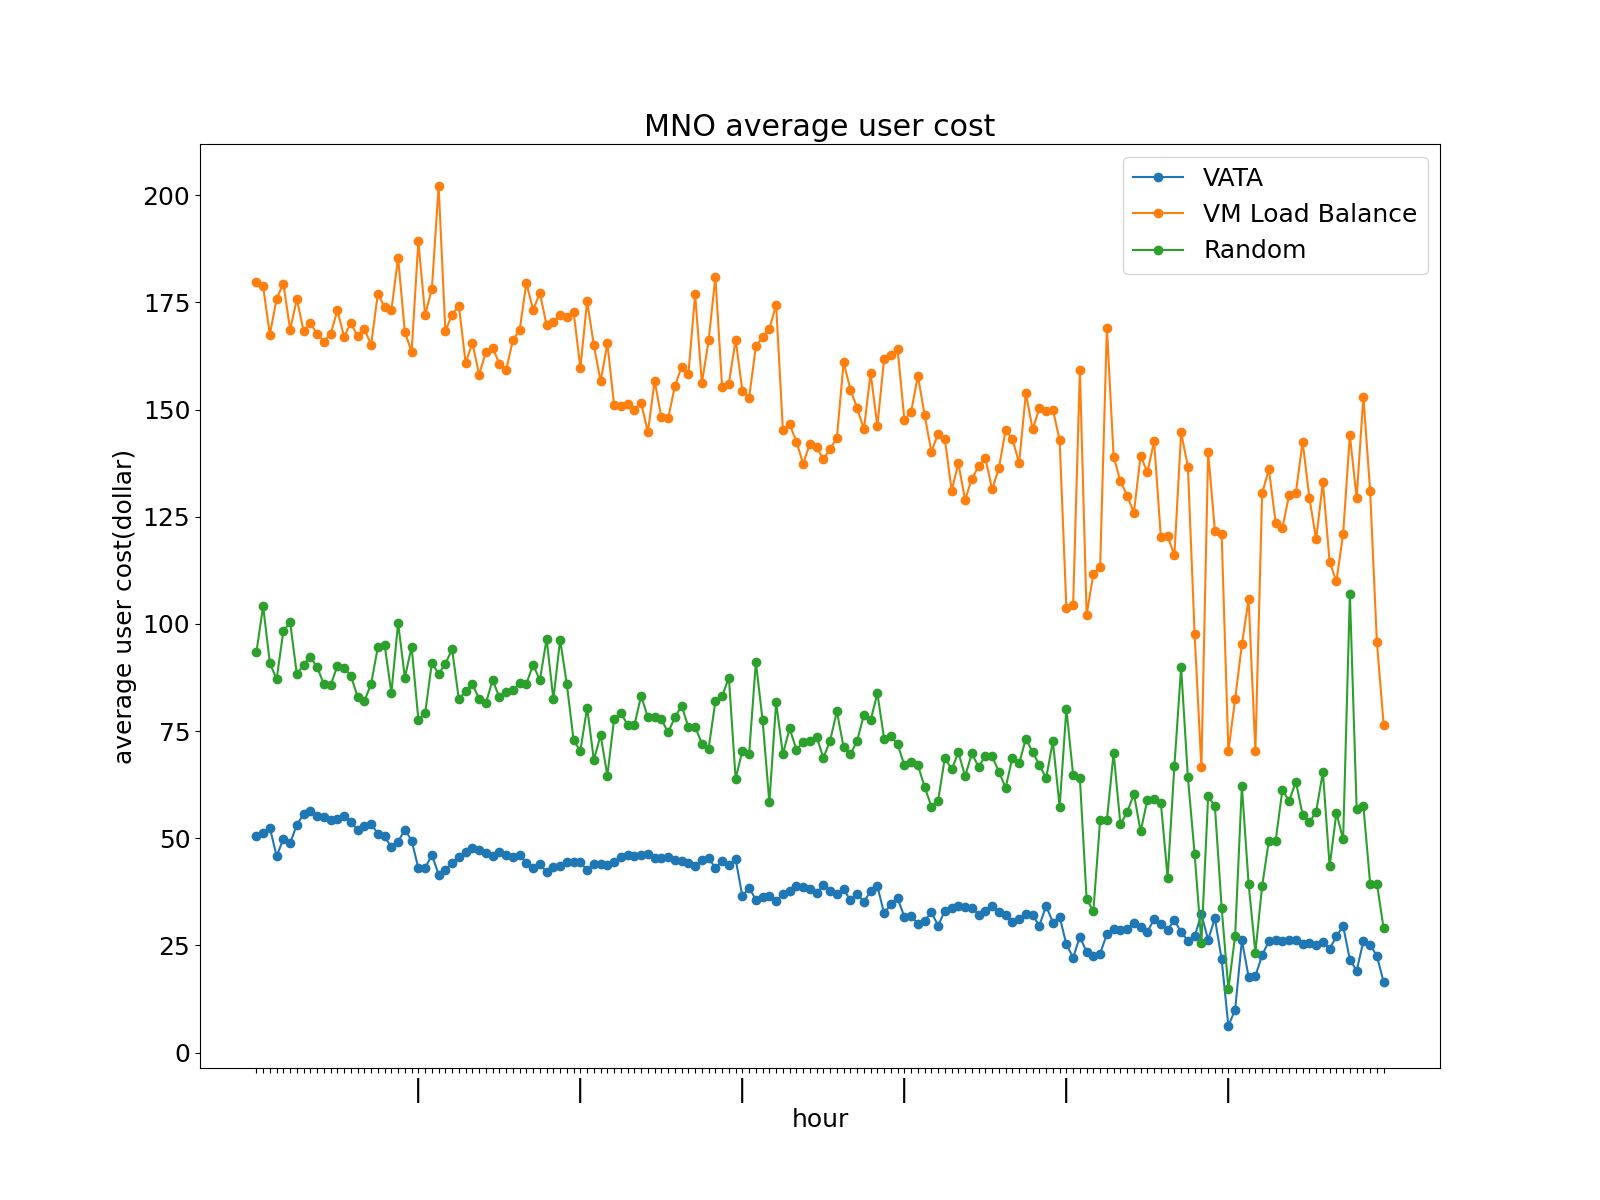 MNO average user cost
VATA
VM Load Balance
Random
200
175
150
125
100
75
50
25
0
average user cost(dollar)
| | | | | |
hour